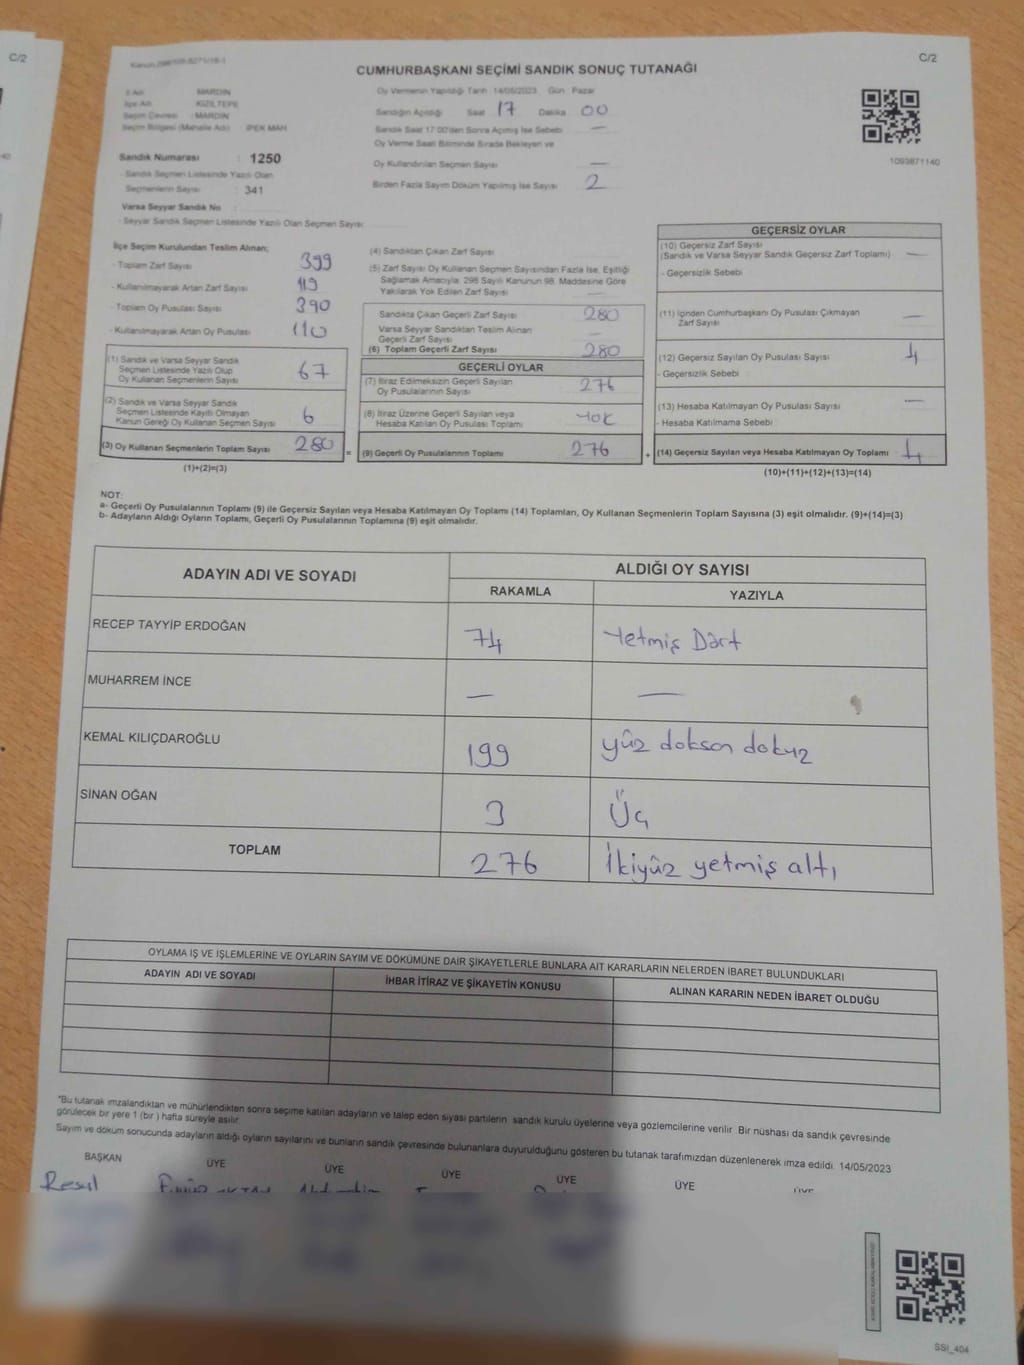 C/2
C/2
CUMHURBAŞKANI SEÇİMİ SANDIK SONUÇ TUTANAĞI
İl Adı MARDİN
İlçe Adı KIZILTEPE
Seçim Çevresi : MARDİN
Seçim Bölgesi (Mahalle Adı) İPEK MAH
Sandık Numarası : 1250
- Sandık Seçmen Listesinde Yazılı Olan
Seçmenlerin Sayısı : 341
Varsa Seyyar Sandık No :
- Seyyar Sandık Seçmen Listesinde Yazılı Olan Seçmen Sayısı
Oy Vermenin Yapıldığı Tarih 14/05/2023 Gün Pazar
Sandığın Açıldığı Saat 17 Dakika 00
Sandık Saat 17.00'den Sonra Açılmış İse Sebebi —
Oy Verme Saati Bitiminde Sırada Bekleyen ve
Oy Kullandırılan Seçmen Sayısı —
Birden Fazla Sayım Döküm Yapılmış İse Sayısı 2
1093871140
İlçe Seçim Kurulundan Teslim Alınan;
- Toplam Zarf Sayısı 399
- Kullanılmayarak Artan Zarf Sayısı 119
- Toplam Oy Pusulası Sayısı 390
- Kullanılmayarak Artan Oy Pusulası 110
(1) Sandık ve Varsa Seyyar Sandık
Seçmen Listesinde Yazılı Olup
Oy Kullanan Seçmenlerin Sayısı 67
(2) Sandık ve Varsa Seyyar Sandık
Seçmen Listesinde Kayıtlı Olmayan
Kanun Gereği Oy Kullanan Seçmen Sayısı 6
(3) Oy Kullanan Seçmenlerin Toplam Sayısı 280 =
(1)+(2)=(3)
(4) Sandıktan Çıkan Zarf Sayısı
(5) Zarf Sayısı Oy Kullanan Seçmen Sayısından Fazla İse, Eşitliği
Sağlamak Amacıyla; 298 Sayılı Kanunun 98. Maddesine Göre
Yakılarak Yok Edilen Zarf Sayısı
Sandıkta Çıkan Geçerli Zarf Sayısı 280
Varsa Seyyar Sandıktan Teslim Alınan
Geçerli Zarf Sayısı —
(6) Toplam Geçerli Zarf Sayısı 280
GEÇERLİ OYLAR
(7) İtiraz Edilmeksizin Geçerli Sayılan
Oy Pusulalarının Sayısı 276
(8) İtiraz Üzerine Geçerli Sayılan veya
Hesaba Katılan Oy Pusulası Toplamı YOK
(9) Geçerli Oy Pusulalarının Toplamı 276 +
GEÇERSİZ OYLAR
(10) Geçersiz Zarf Sayısı
(Sandık ve Varsa Seyyar Sandık Geçersiz Zarf Toplamı) —
- Geçersizlik Sebebi
(11) İçinden Cumhurbaşkanı Oy Pusulası Çıkmayan
Zarf Sayısı —
(12) Geçersiz Sayılan Oy Pusulası Sayısı 4
- Geçersizlik Sebebi
(13) Hesaba Katılmayan Oy Pusulası Sayısı —
- Hesaba Katılmama Sebebi
(14) Geçersiz Sayılan veya Hesaba Katılmayan Oy Toplamı 4
(10)+(11)+(12)+(13)=(14)
NOT:
a- Geçerli Oy Pusulalarının Toplamı (9) ile Geçersiz Sayılan veya Hesaba Katılmayan Oy Toplamı (14) Toplamları, Oy Kullanan Seçmenlerin Toplam Sayısına (3) eşit olmalıdır. (9)+(14)=(3)
b- Adayların Aldığı Oyların Toplamı, Geçerli Oy Pusulalarının Toplamına (9) eşit olmalıdır.
ADAYIN ADI VE SOYADI ALDIĞI OY SAYISI
RAKAMLA YAZIYLA
RECEP TAYYİP ERDOĞAN 74 Yetmiş Dört
MUHARREM İNCE — —
KEMAL KILIÇDAROĞLU 199 yüz doksan dokuz
SİNAN OĞAN 3 Üç
TOPLAM 276 İkiyüz yetmiş altı
OYLAMA İŞ VE İŞLEMLERİNE VE OYLARIN SAYIM VE DÖKÜMÜNE DAİR ŞİKAYETLERLE BUNLARA AİT KARARLARIN NELERDEN İBARET BULUNDUKLARI
ADAYIN ADI VE SOYADI İHBAR İTİRAZ VE ŞİKAYETİN KONUSU ALINAN KARARIN NEDEN İBARET OLDUĞU
"Bu tutanak imzalandıktan ve mühürlendikten sonra seçime katılan adayların ve talep eden siyasi partilerin sandık kurulu üyelerine veya gözlemcilerine verilir. Bir nüshası da sandık çevresinde
görülecek bir yere 1 (bir) hafta süreyle asılır.
Sayım ve döküm sonucunda adayların aldığı oyların sayılarını ve bunların sandık çevresinde bulunanlara duyurulduğunu gösteren bu tutanak tarafımızdan düzenlenerek imza edildi. 14/05/2023
BAŞKAN ÜYE ÜYE ÜYE ÜYE ÜYE ÜYE
Resul
SSİ_404